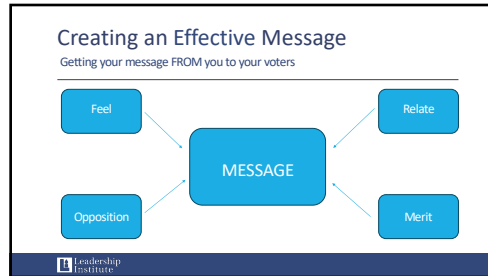 Creating an Effective Message
Getting your message FROM you to your voters
Feel
Relate
MESSAGE
Opposition
Merit
Leadership
Institute